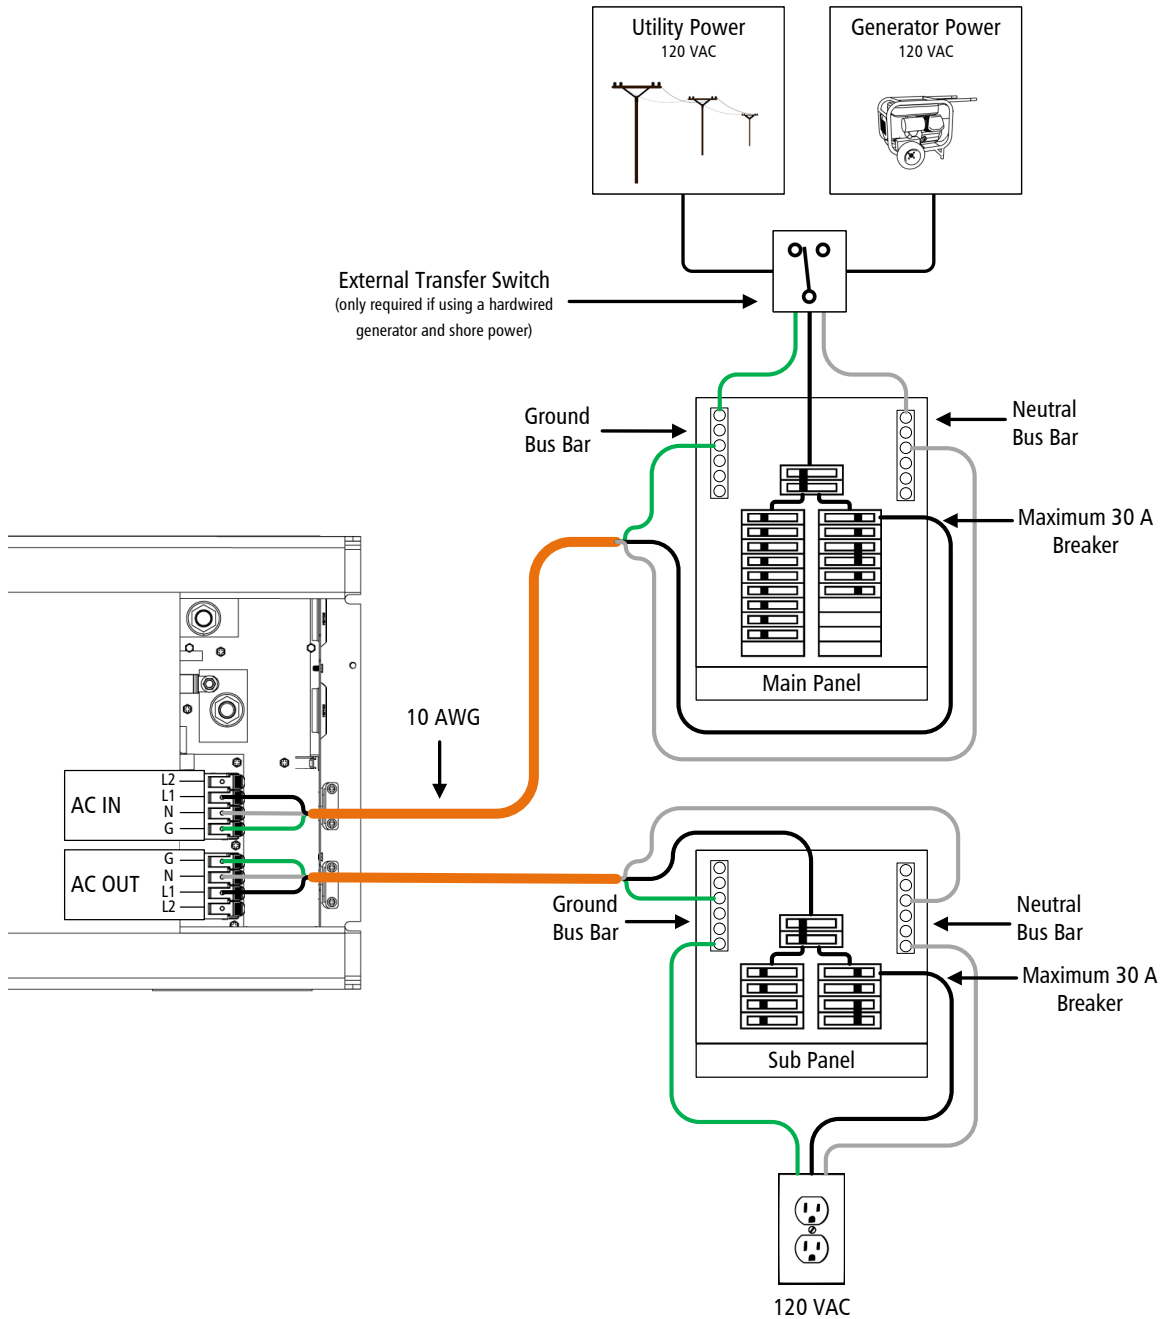 Utility Power
120 VAC
Generator Power
120 VAC
External Transfer Switch
(only required if using a hardwired
generator and shore power)
Ground
Bus Bar
Neutral
Bus Bar
Maximum 30 A
Breaker
Main Panel
10 AWG
AC IN
L2
L1
N
G
AC OUT
G
N
L1
L2
Ground
Bus Bar
Neutral
Bus Bar
Maximum 30 A
Breaker
Sub Panel
120 VAC